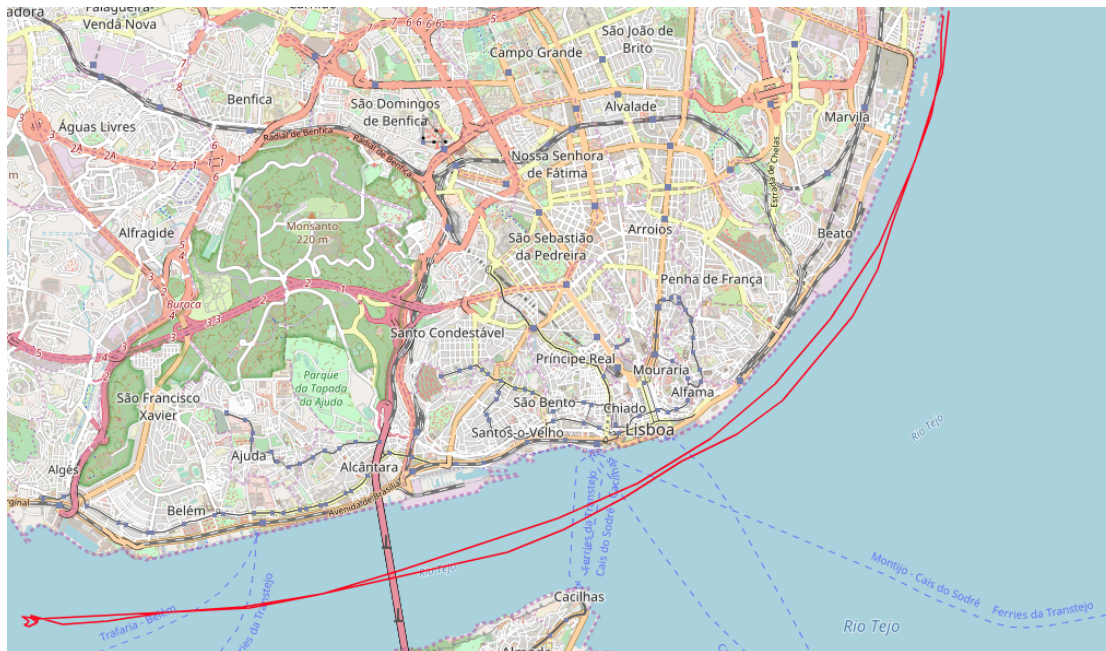 Venda Nova
Campo Grande
São João de
Brito
Benfica
São Domingos
de Benfica
Alvalade
Marvila
Águas Livres
Radial de Benfica
Radial de Benfica
Nossa Senhora
de Fátima
Estrada de Chelas
Monsanto
220 m
Alfragide
São Sebastião
da Pedreira
Arroios
Beato
Penha de França
Buraca
Santo Condestável
Príncipe Real
Mouraria
Parque
da Tapada
da Ajuda
São Francisco
Xavier
São Bento
Chiado
Alfama
Santos-o-Velho
Lisboa
Rio Tejo
Ajuda
Alcântara
Algés
Belém
Avenida de Brasília
Ferries da Transtejo
Cais do Sodré Cacilhas
Rio Tejo
Montijo - Cais do Sodré
Ferries da Transtejo
Cacilhas
Trafaria - Belém
Rio Tejo